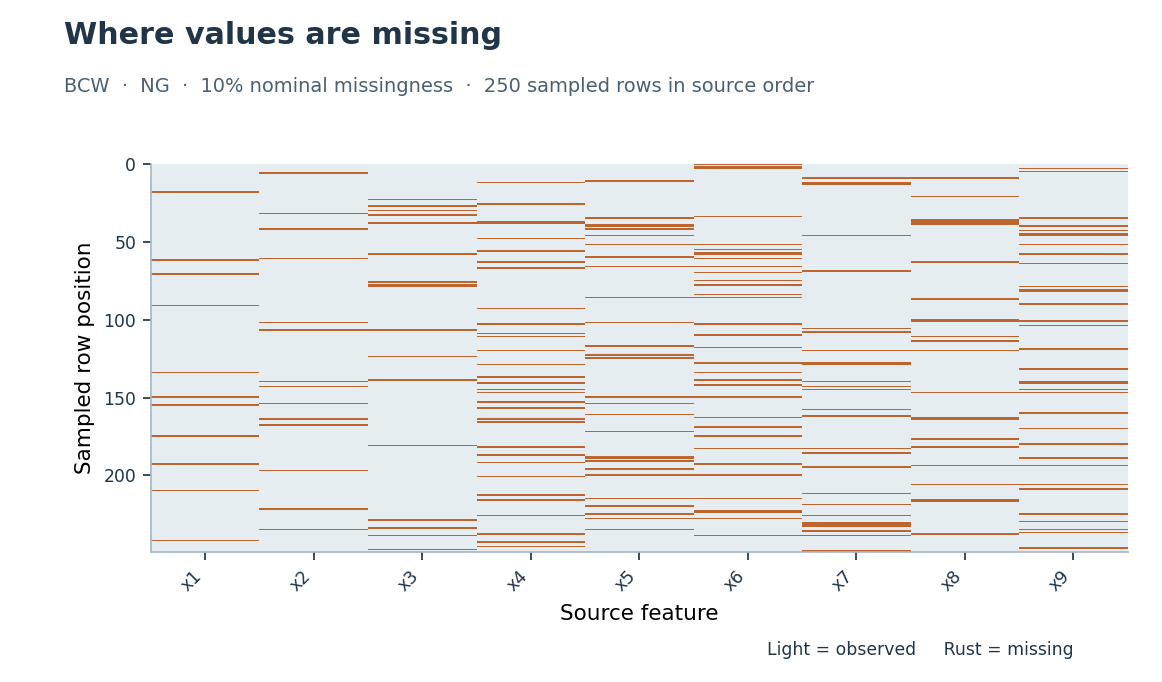 Where values are missing
BCW · NG · 10% nominal missingness · 250 sampled rows in source order
0
50
100
150
200
Sampled row position
x1
x2
x3
x4
x5
x6
x7
x8
x9
Source feature
Light = observed Rust = missing